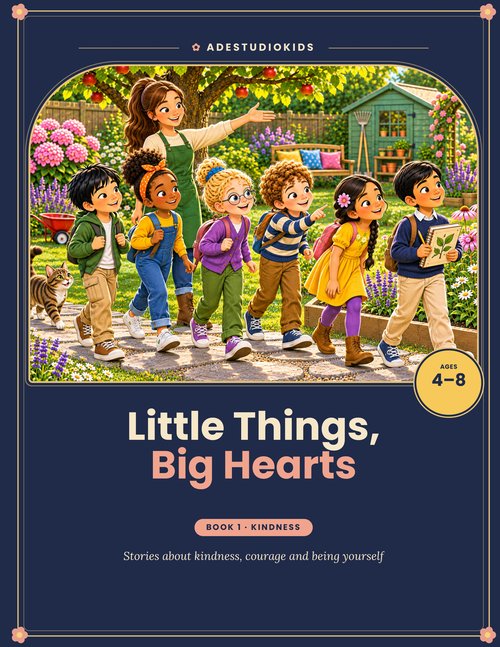 ADESTUDIOKIDS
AGES
4–8
Little Things,
Big Hearts
BOOK 1 · KINDNESS
Stories about kindness, courage and being yourself